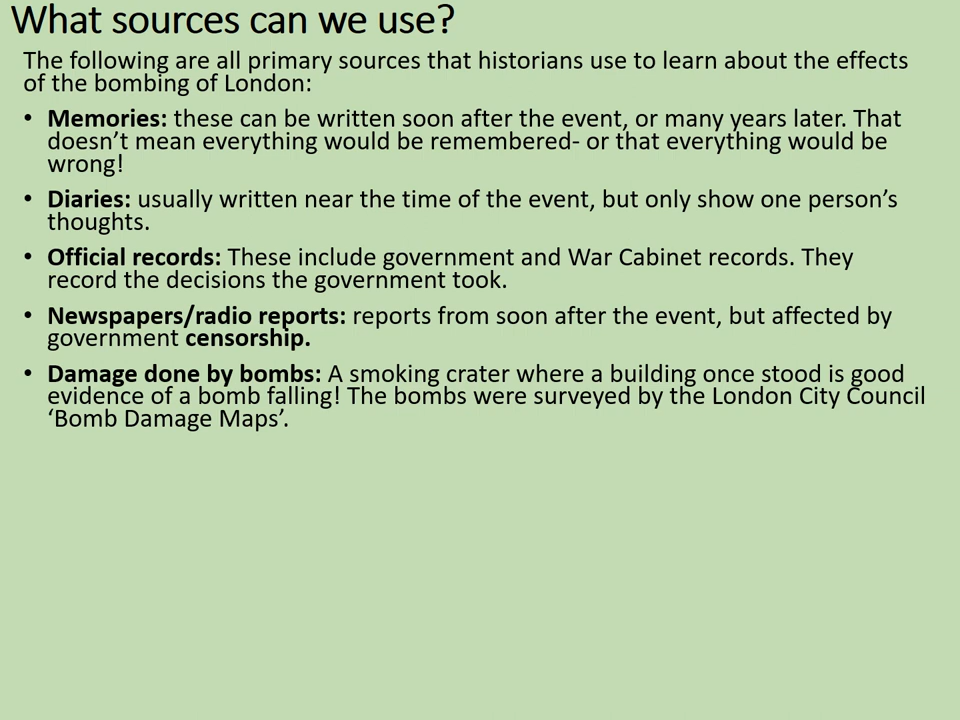 What sources can we use?
The following are all primary sources that historians use to learn about the effects
of the bombing of London:
• Memories: these can be written soon after the event, or many years later. That
doesn’t mean everything would be remembered- or that everything would be
wrong!
• Diaries: usually written near the time of the event, but only show one person’s
thoughts.
• Official records: These include government and War Cabinet records. They
record the decisions the government took.
• Newspapers/radio reports: reports from soon after the event, but affected by
government censorship.
• Damage done by bombs: A smoking crater where a building once stood is good
evidence of a bomb falling! The bombs were surveyed by the London City Council
‘Bomb Damage Maps’.